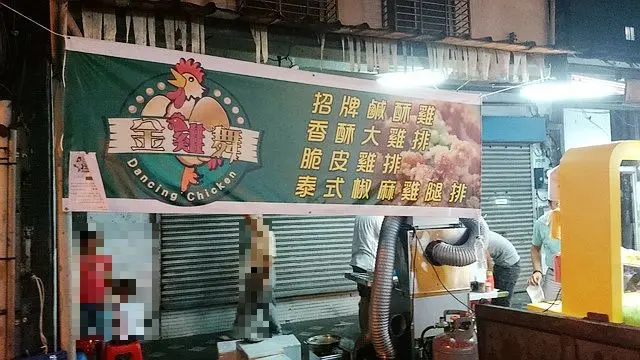 金雞舞
Dancing Chicken
招牌鹹酥雞
香酥大雞排
脆皮雞排
泰式椒麻雞腿排